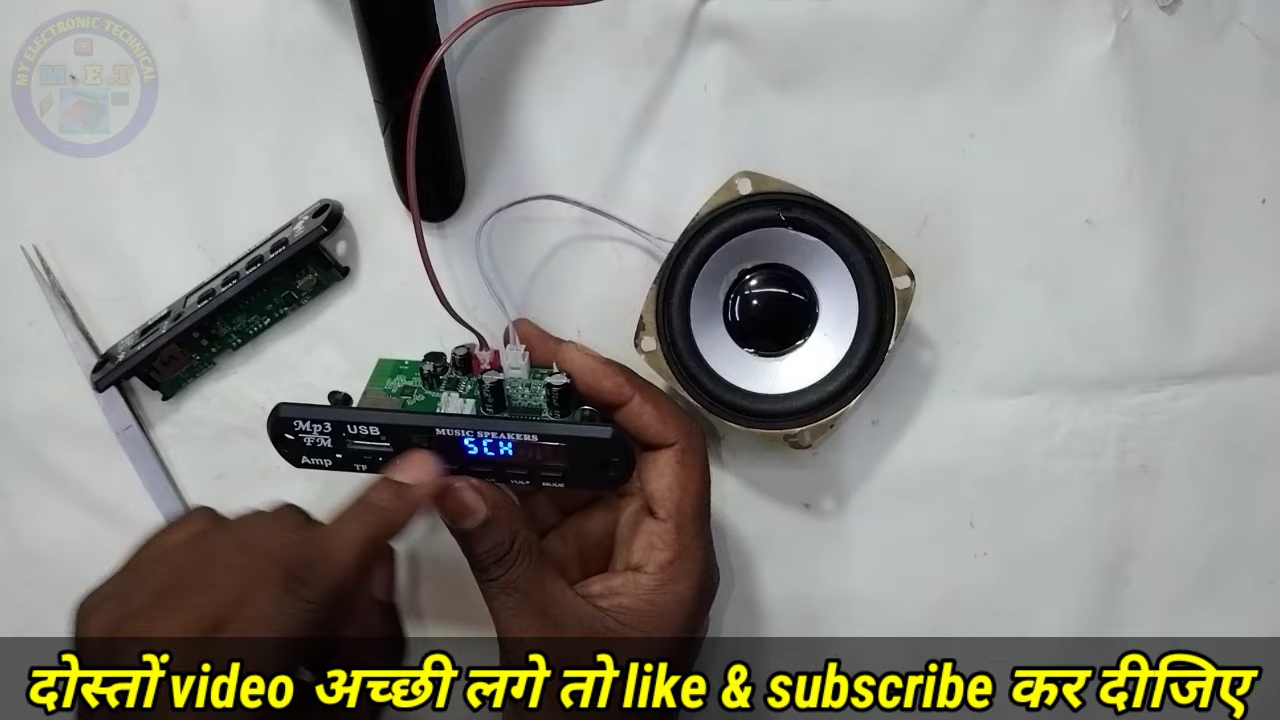 MY ELECTRONIC TECHNICAL
M.E.T
Mp3
FM
Amp
USB
TF
MUSIC SPEAKERS
SCH
VOL+
MODE
दोस्तों video अच्छी लगे तो like & subscribe कर दीजिए